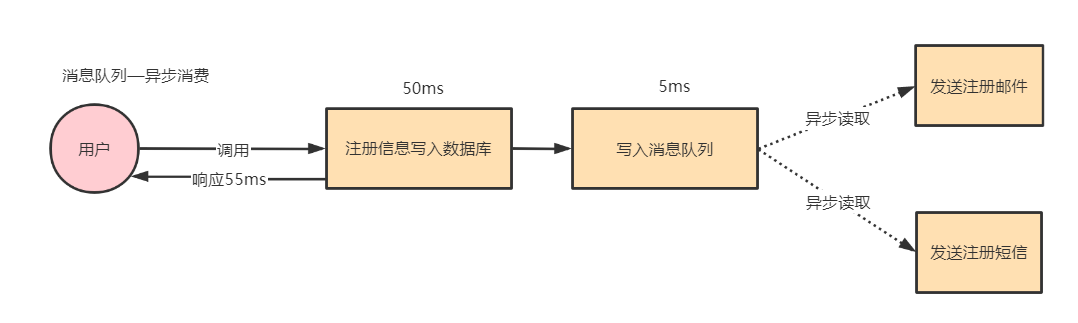 消息队列—异步消费
用户
调用
响应55ms
50ms
注册信息写入数据库
5ms
写入消息队列
异步读取
异步读取
发送注册邮件
发送注册短信